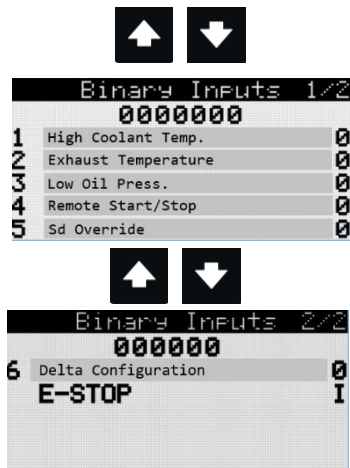 Binary Inputs 1/2
0000000
1 High Coolant Temp. 0
2 Exhaust Temperature 0
3 Low Oil Press. 0
4 Remote Start/Stop 0
5 Sd Override 0
Binary Inputs 2/2
000000
6 Delta Configuration 0
E-STOP I